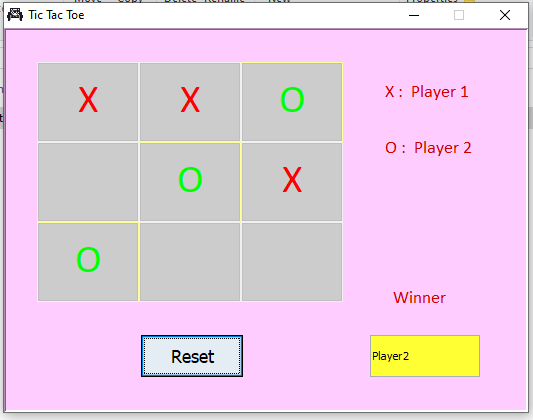 Tic Tac Toe
X X O
X : Player 1
O : Player 2
O X
O
Winner
Reset
Player2